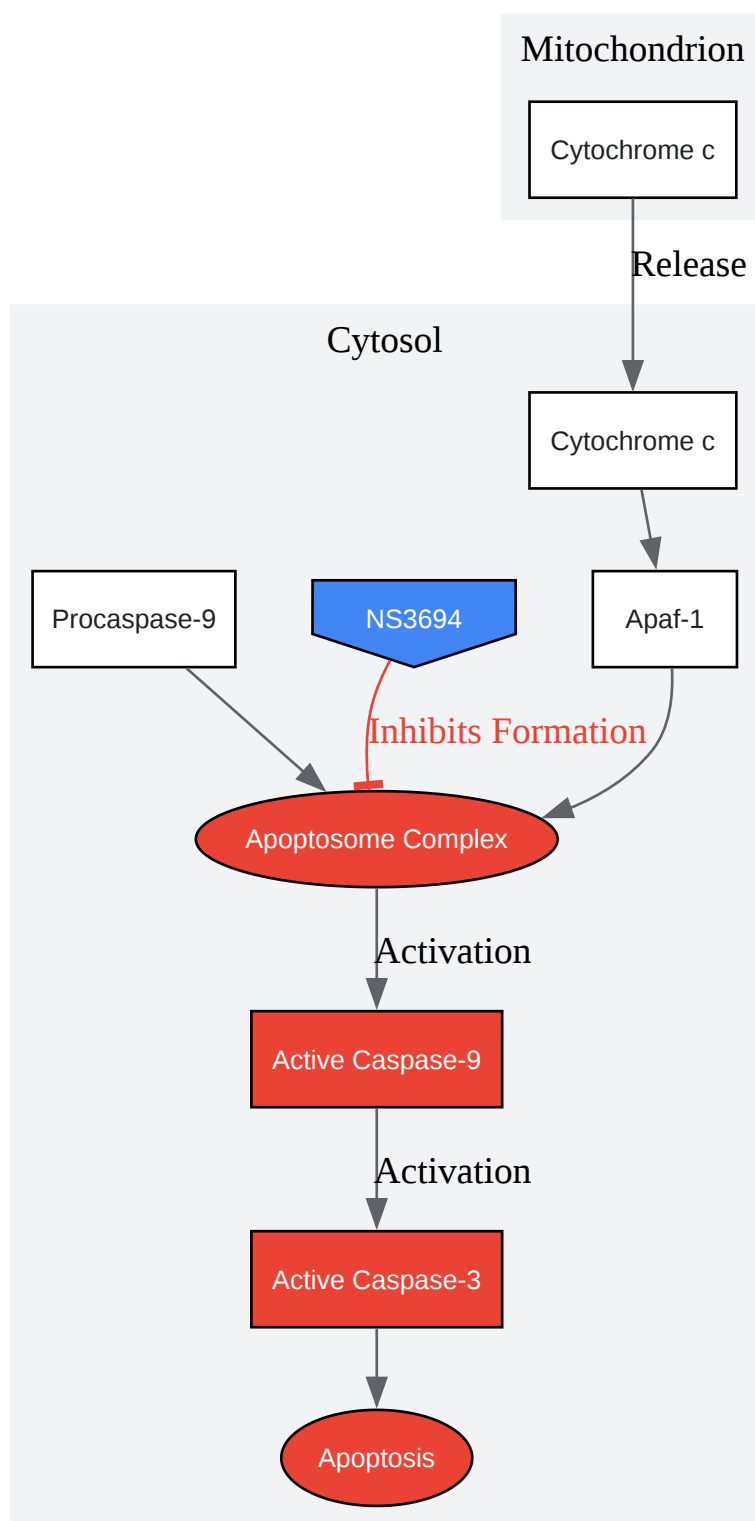 Mitochondrion
Cytochrome c
Release
Cytosol
Cytochrome c
Procaspase-9
NS3694
Apaf-1
Inhibits Formation
Apoptosome Complex
Activation
Active Caspase-9
Activation
Active Caspase-3
Apoptosis